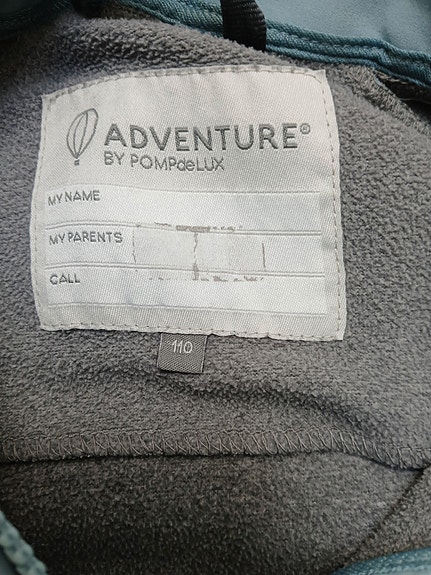 ADVENTURE®
BY POMPdeLUX
MY NAME
MY PARENTS
CALL
110